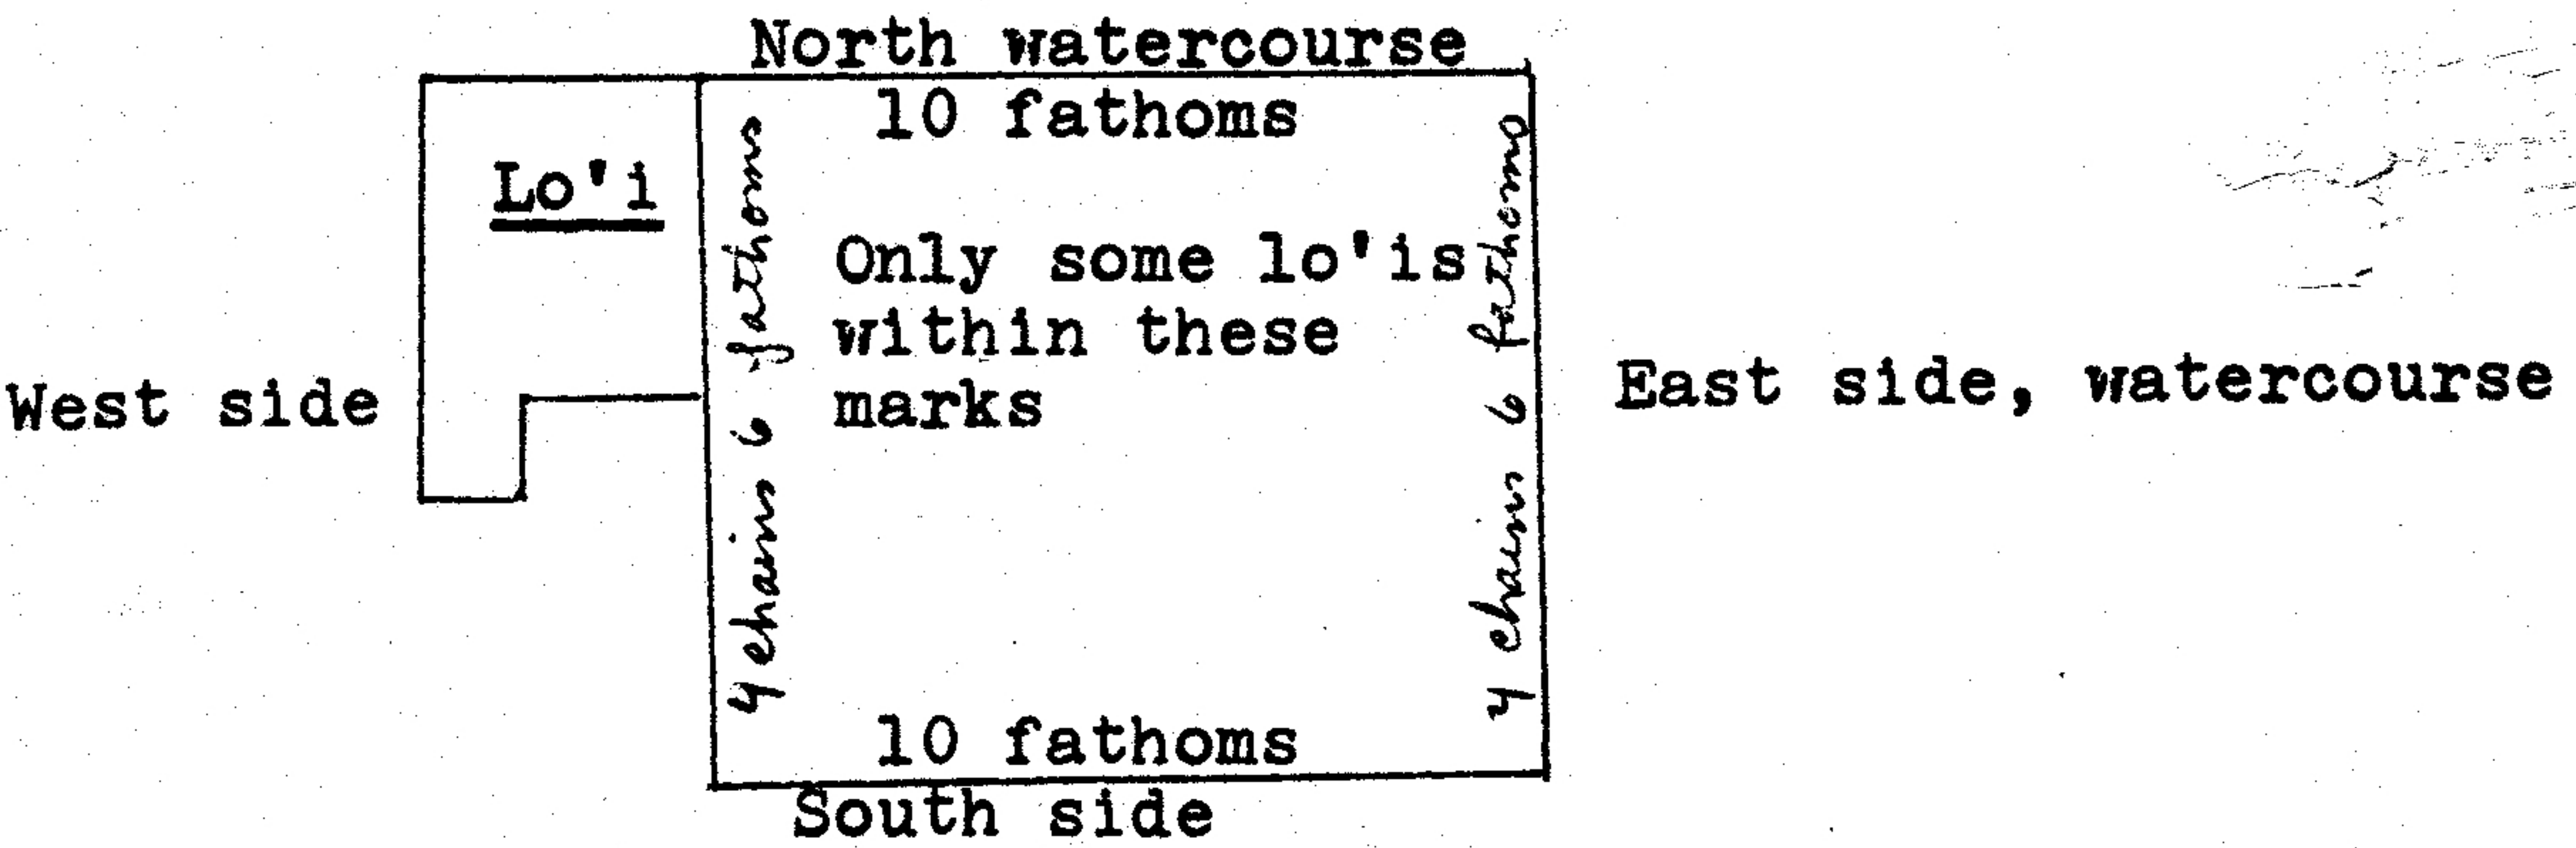 North watercourse
10 fathoms
Lo'i
4 chains 6 fathoms
Only some lo'is
within these
marks
4 chains 6 fathoms
West side
East side, watercourse
10 fathoms
South side